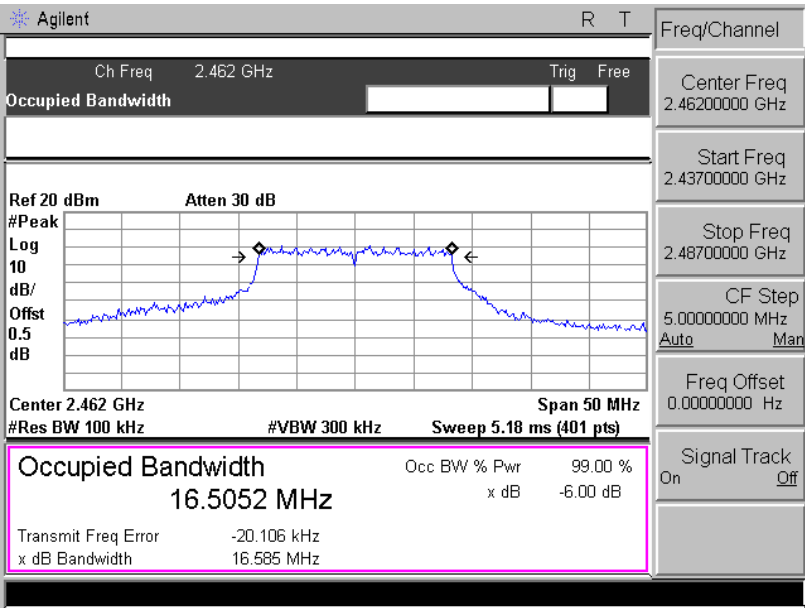 Agilent R T
Freq/Channel
Ch Freq 2.462 GHz Trig Free
Occupied Bandwidth
Center Freq
2.46200000 GHz
Start Freq
2.43700000 GHz
Stop Freq
2.48700000 GHz
CF Step
5.00000000 MHz
Auto Man
Freq Offset
0.00000000 Hz
Signal Track
On Off
Ref 20 dBm Atten 30 dB
#Peak
Log
10
dB/
Offst
0.5
dB
Center 2.462 GHz Span 50 MHz
#Res BW 100 kHz #VBW 300 kHz Sweep 5.18 ms (401 pts)
Occupied Bandwidth Occ BW % Pwr 99.00 %
16.5052 MHz x dB -6.00 dB
Transmit Freq Error -20.106 kHz
x dB Bandwidth 16.585 MHz